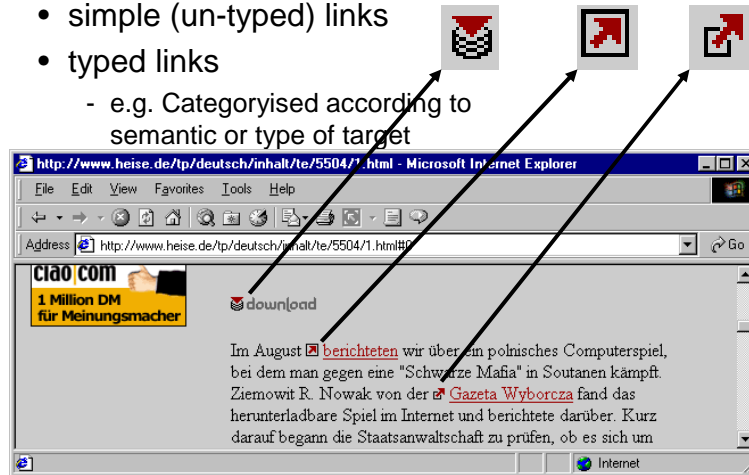 • simple (un-typed) links
• typed links
- e.g. Categoryised according to
semantic or type of target
http://www.heise.de/tp/deutsch/inhalt/te/5504/1.html - Microsoft Internet Explorer
File Edit View Favorites Tools Help
Address http://www.heise.de/tp/deutsch/inhalt/te/5504/1.html#0 Go
ciao com
1 Million DM
für Meinungsmacher
download
Im August berichteten wir über ein polnisches Computerspiel,
bei dem man gegen eine "Schwarze Mafia" in Soutanen kämpft.
Ziemowit R. Nowak von der Gazeta Wyborcza fand das
herunterladbare Spiel im Internet und berichtete darüber. Kurz
darauf begann die Staatsanwaltschaft zu prüfen, ob es sich um
Internet